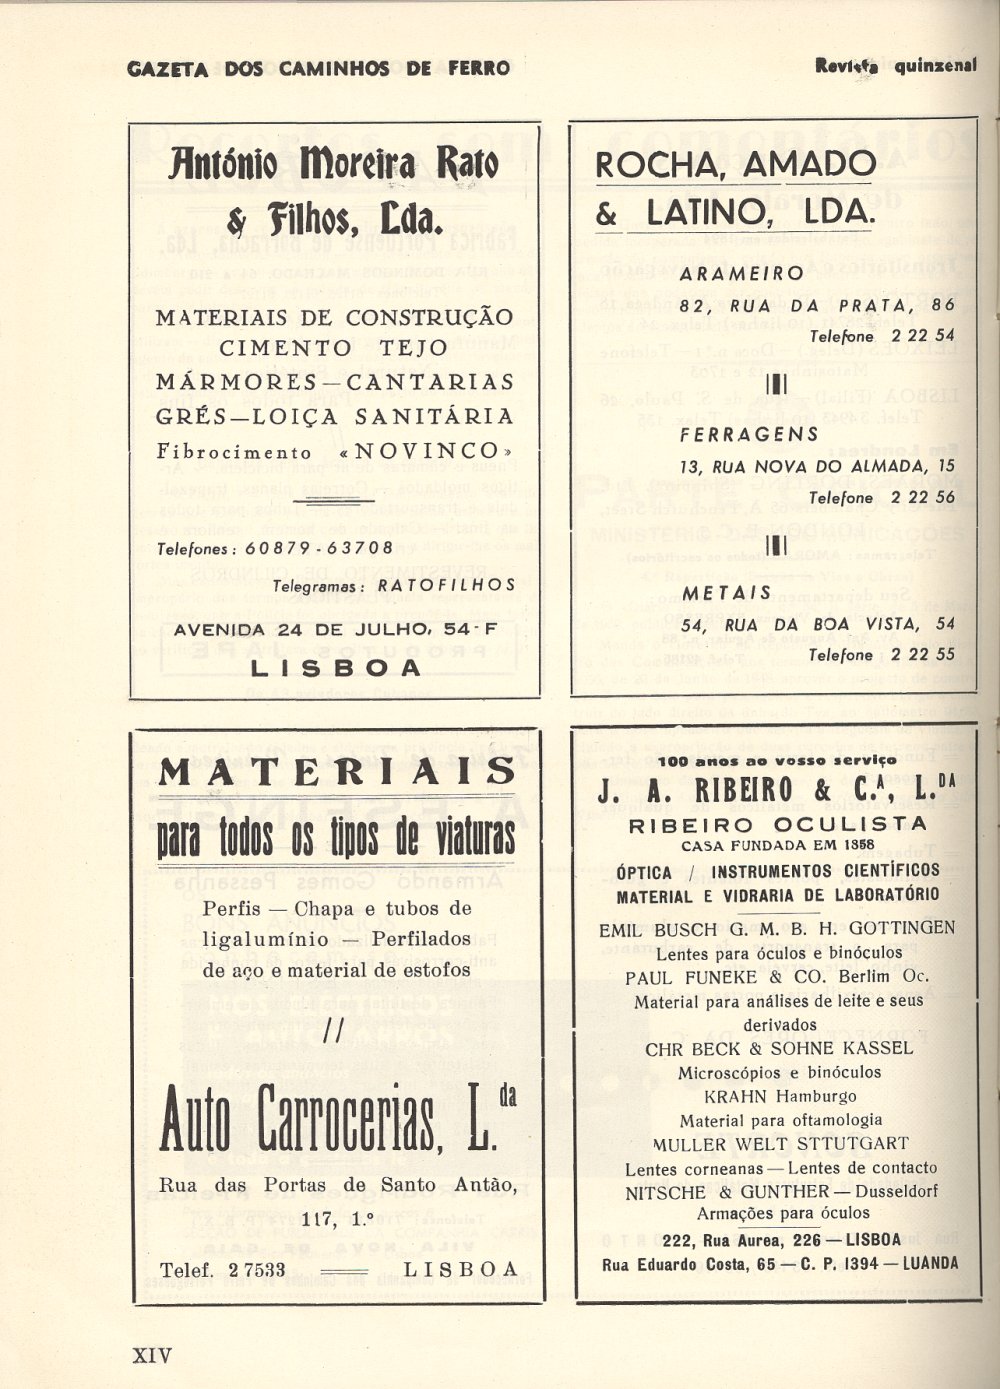 GAZETA DOS CAMINHOS DE FERRO
Revista quinzenal
António Moreira Rato
& Filhos, Lda.
MATERIAIS DE CONSTRUÇÃO
CIMENTO TEJO
MÁRMORES — CANTARIAS
GRÉS — LOIÇA SANITÁRIA
Fibrocimento «NOVINCO»
Telefones: 60879 - 63708
Telegramas: RATOFILHOS
AVENIDA 24 DE JULHO, 54-F
LISBOA
ROCHA, AMADO
& LATINO, LDA.
ARAMEIRO
82, RUA DA PRATA, 86
Telefone 2 22 54
FERRAGENS
13, RUA NOVA DO ALMADA, 15
Telefone 2 22 56
METAIS
54, RUA DA BOA VISTA, 54
Telefone 2 22 55
MATERIAIS
para todos os tipos de viaturas
Perfis — Chapa e tubos de
ligalumínio — Perfilados
de aço e material de estofos
//
Auto Carrocerias, L.da
Rua das Portas de Santo Antão,
117, 1.º
Telef. 2 7533
LISBOA
100 anos ao vosso serviço
J. A. RIBEIRO & C.A, L.DA
RIBEIRO OCULISTA
CASA FUNDADA EM 1858
ÓPTICA / INSTRUMENTOS CIENTÍFICOS
MATERIAL E VIDRARIA DE LABORATÓRIO
EMIL BUSCH G. M. B. H. GOTTINGEN
Lentes para óculos e binóculos
PAUL FUNEKE & CO. Berlim Oc.
Material para análises de leite e seus
derivados
CHR BECK & SOHNE KASSEL
Microscópios e binóculos
KRAHN Hamburgo
Material para oftamologia
MULLER WELT STTUTGART
Lentes corneanas — Lentes de contacto
NITSCHE & GUNTHER — Dusseldorf
Armações para óculos
222, Rua Aurea, 226 — LISBOA
Rua Eduardo Costa, 65 — C. P. 1394 — LUANDA
XIV